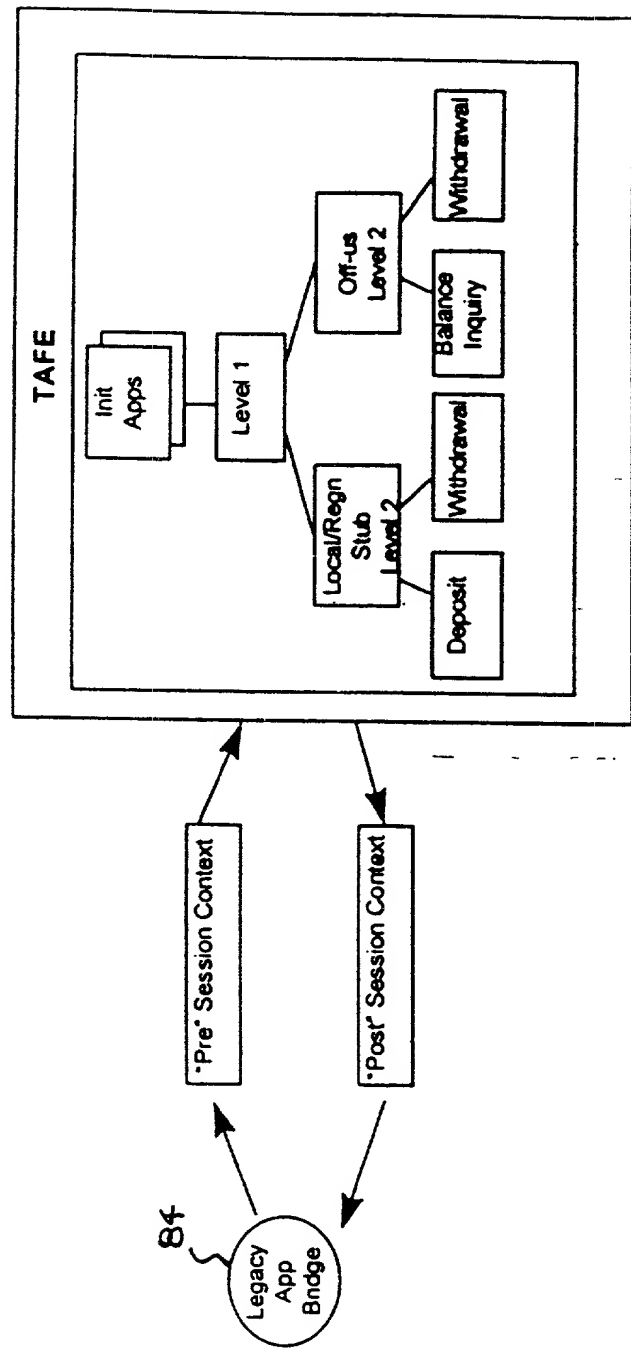 TAFE
Init
Apps
Level 1
Local/Regn
Stub
Level 2
Off-us
Level 2
Deposit
Withdrawal
Balance
Inquiry
Withdrawal
"Pre" Session Context
"Post" Session Context
84
Legacy
App
Bridge